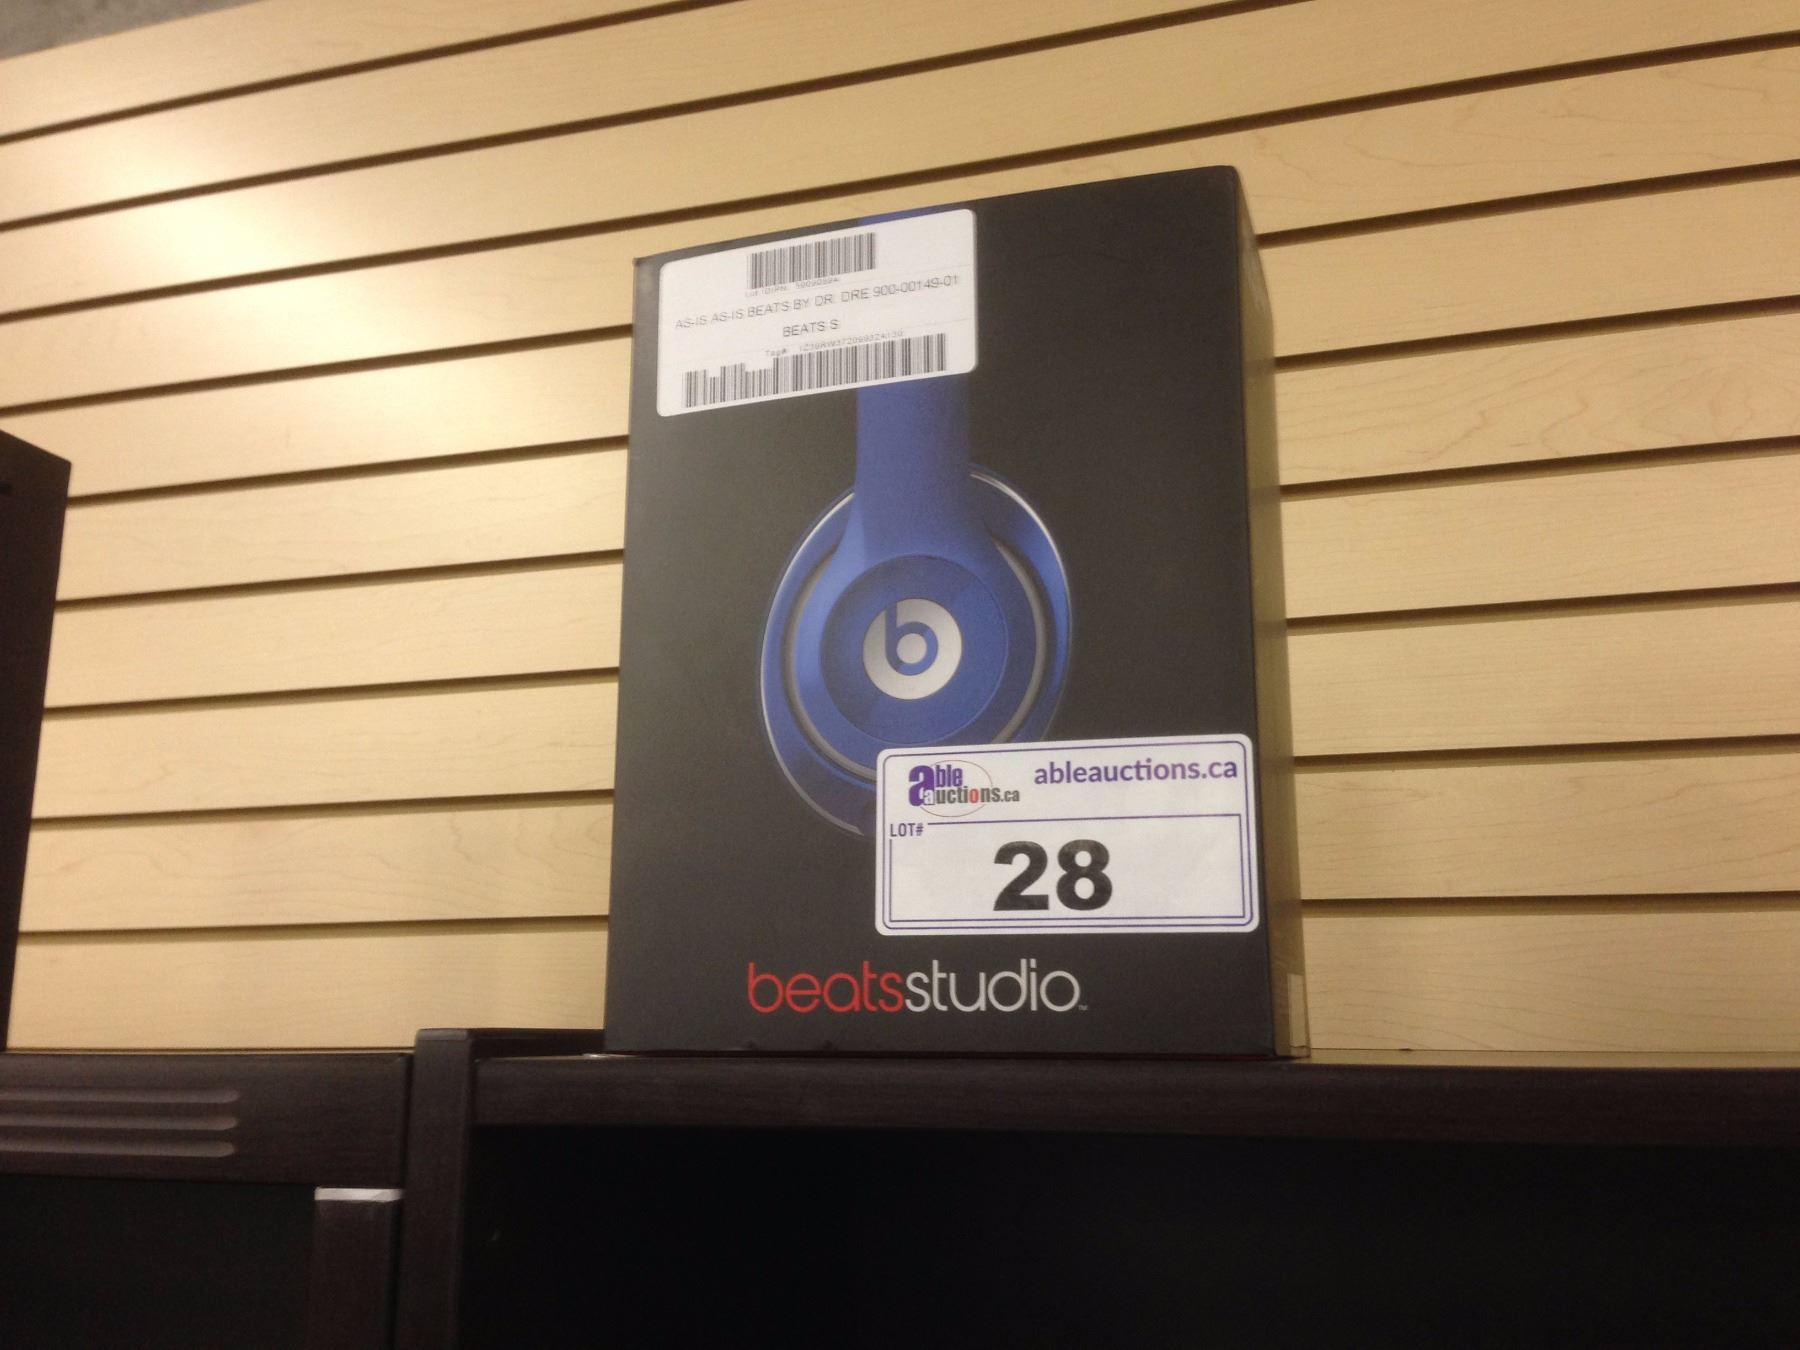 AS-IS AS-IS BEATS BY DR. DRE 900-00149-01
BEATS S
Tag#:
b
able auctions.ca
ableauctions.ca
LOT#
28
beatsstudio